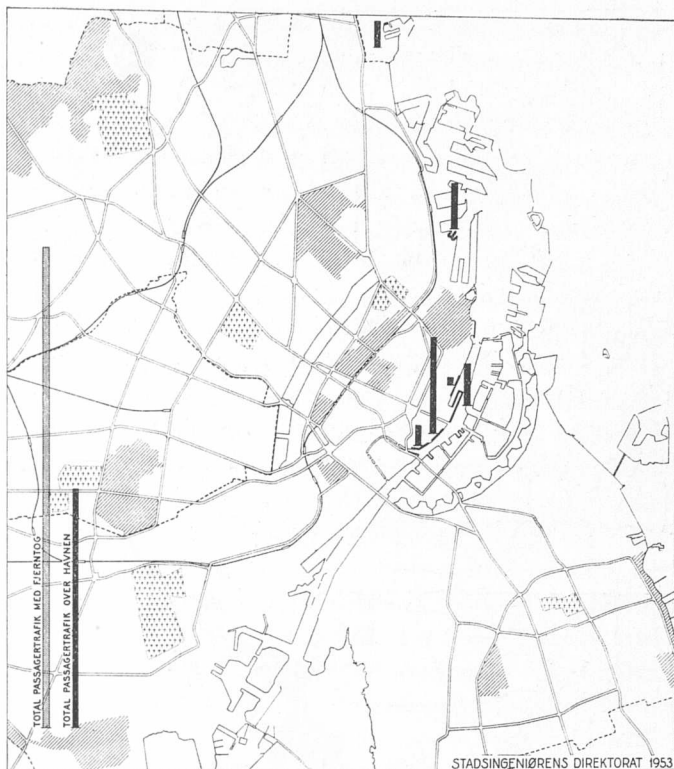 TOTAL PASSAGERTRAFIK MED FJERNTOG
TOTAL PASSAGERTRAFIK OVER HAVNEN
STADSINGENIØRENS DIREKTORAT 1953